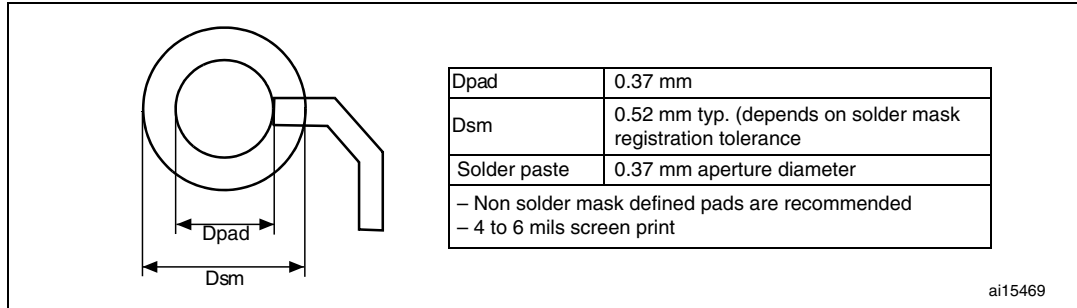 Dpad
Dsm
Dpad 0.37 mm
Dsm 0.52 mm typ. (depends on solder mask
registration tolerance
Solder paste 0.37 mm aperture diameter
– Non solder mask defined pads are recommended
– 4 to 6 mils screen print
ai15469